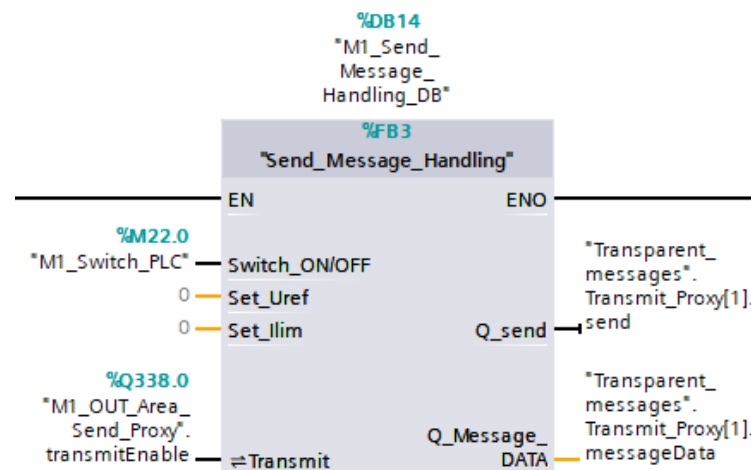 %DB14
"M1_Send_
Message_
Handling_DB"
%FB3
"Send_Message_Handling"
EN
ENO
%M22.0
"M1_Switch_PLC"
Switch_ON/OFF
0
Set_Uref
0
Set_Ilim
Q_send
"Transparent_
messages".
Transmit_Proxy[1].
send
%Q338.0
"M1_OUT_Area_
Send_Proxy".
transmitEnable
⇌Transmit
Q_Message_
DATA
"Transparent_
messages".
Transmit_Proxy[1].
messageData